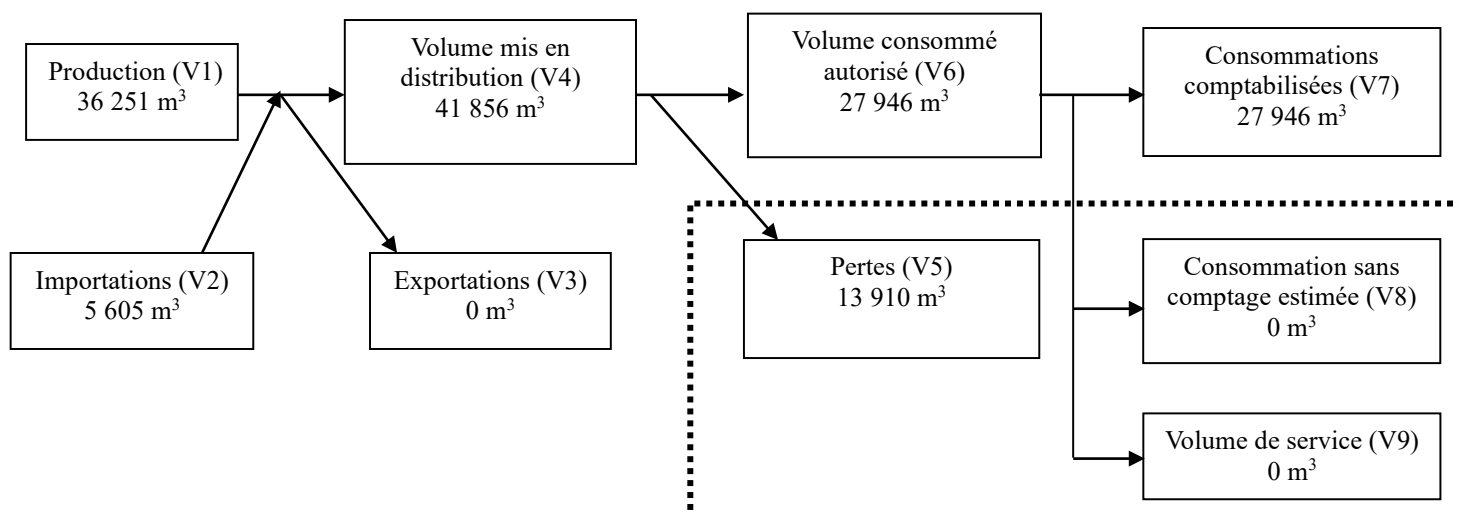 Production (V1)
36 251 m³
Volume mis en
distribution (V4)
41 856 m³
Volume consommé
autorisé (V6)
27 946 m³
Consommations
comptabilisées (V7)
27 946 m³
Importations (V2)
5 605 m³
Exportations (V3)
0 m³
Pertes (V5)
13 910 m³
Consommation sans
comptage estimée (V8)
0 m³
Volume de service (V9)
0 m³